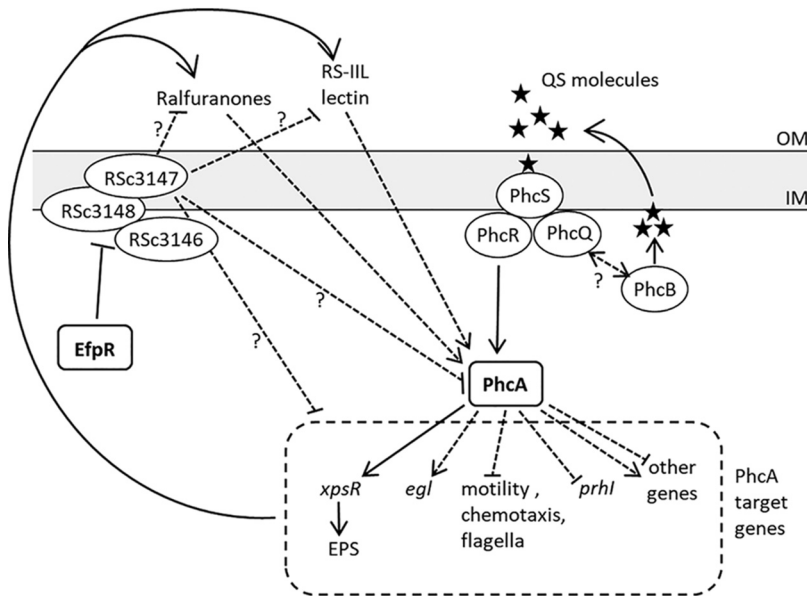 RS-IIL
lectin
Ralfuranones
QS molecules
?
?
OM
RSc3147
IM
PhcS
RSc3148
PhcR
PhcQ
RSc3146
?
PhcB
?
?
EfpR
PhcA
xpsR
egl
motility ,
chemotaxis,
flagella
prhI
other
genes
EPS
PhcA
target
genes